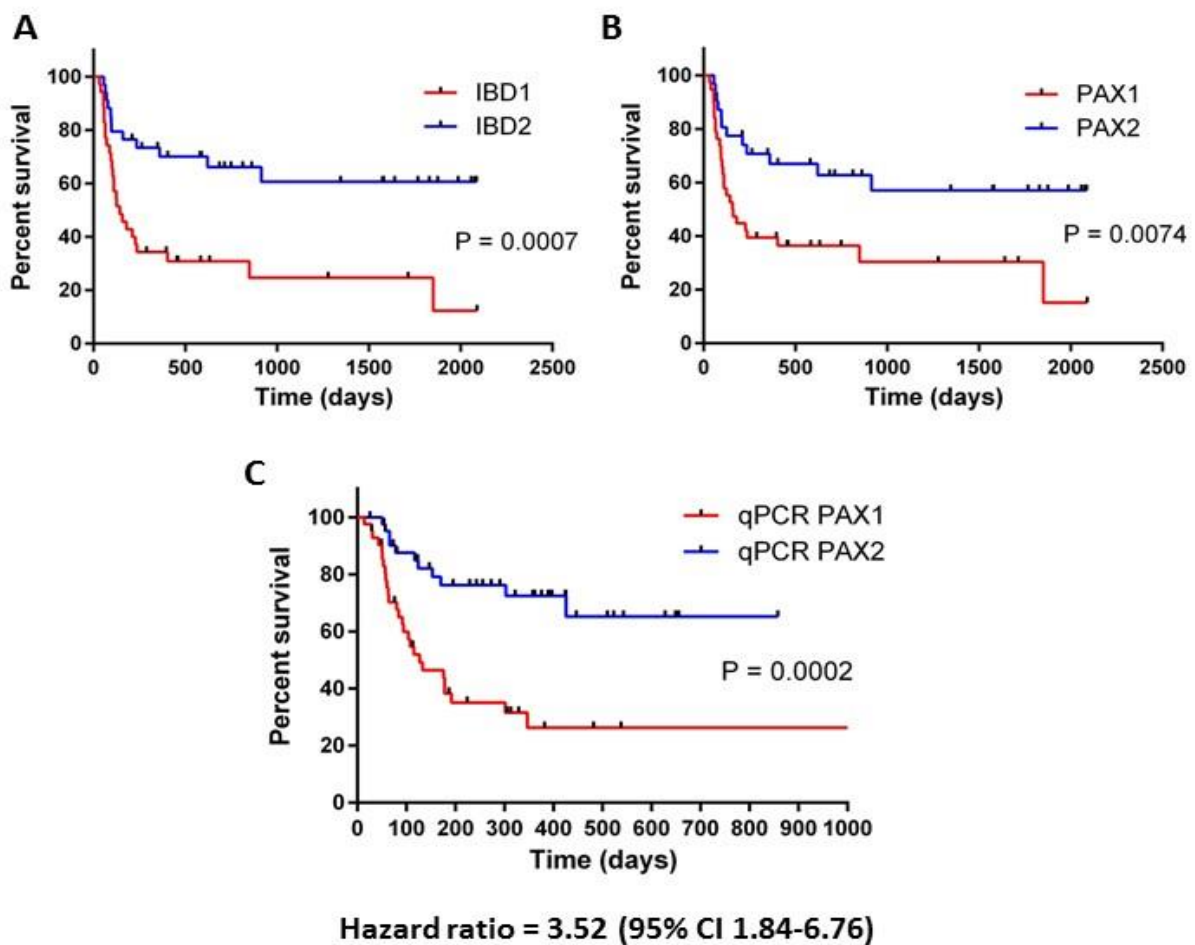 A
Percent survival
100
80
60
40
20
0
IBD1
IBD2
P = 0.0007
0 500 1000 1500 2000 2500
Time (days)
B
Percent survival
100
80
60
40
20
0
PAX1
PAX2
P = 0.0074
0 500 1000 1500 2000 2500
Time (days)
C
Percent survival
100
80
60
40
20
0
qPCR PAX1
qPCR PAX2
P = 0.0002
0 100 200 300 400 500 600 700 800 900 1000
Time (days)
Hazard ratio = 3.52 (95% CI 1.84-6.76)